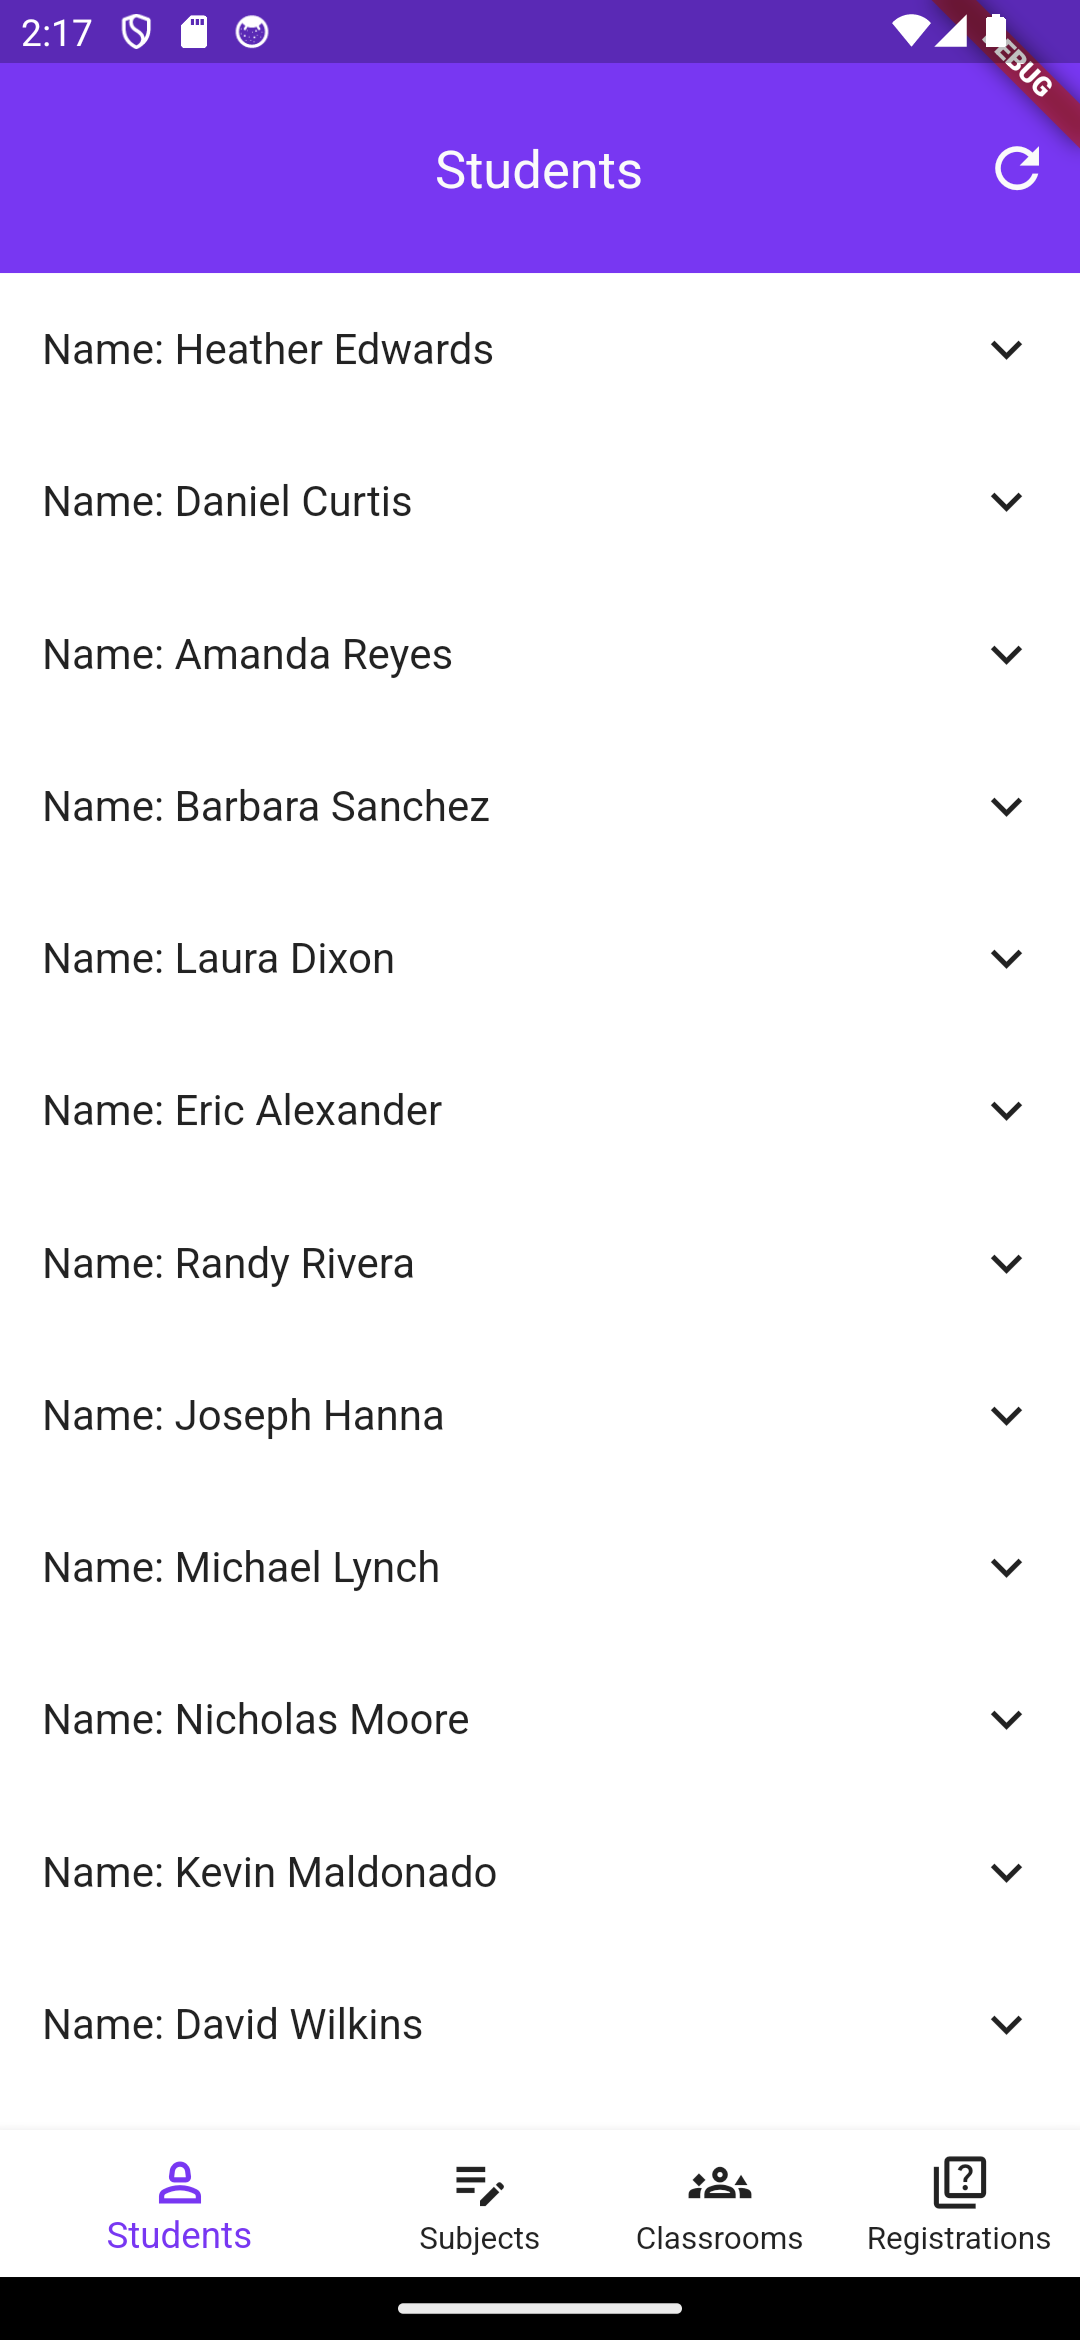 2:17
DEBUG
Students
Name: Heather Edwards
Name: Daniel Curtis
Name: Amanda Reyes
Name: Barbara Sanchez
Name: Laura Dixon
Name: Eric Alexander
Name: Randy Rivera
Name: Joseph Hanna
Name: Michael Lynch
Name: Nicholas Moore
Name: Kevin Maldonado
Name: David Wilkins
Students
Subjects
Classrooms
Registrations